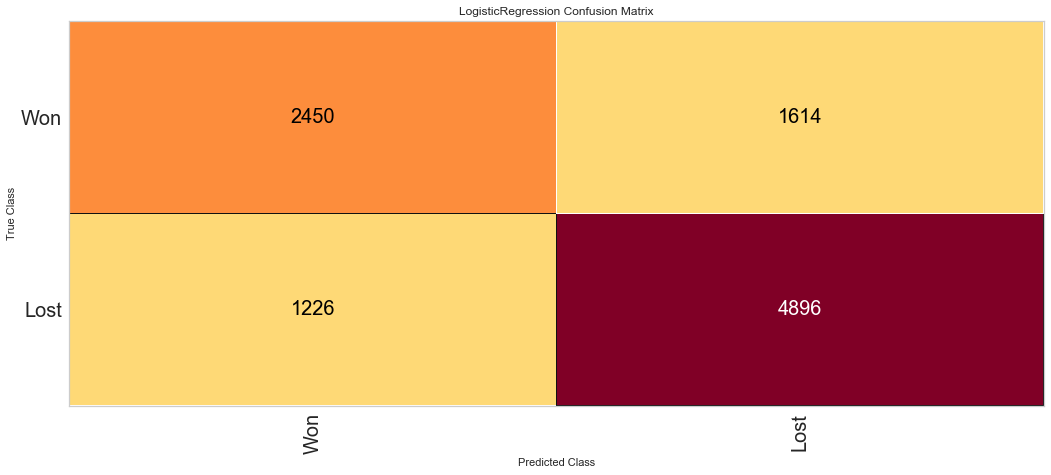 LogisticRegression Confusion Matrix
True Class
Won
2450
1614
Lost
1226
4896
Won
Lost
Predicted Class